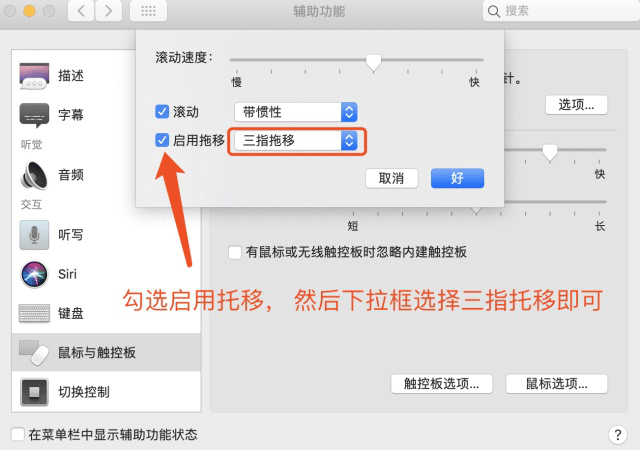 辅助功能
搜索
滚动速度:
慢
快
滚动
带惯性
启用拖移
三指拖移
取消
好
描述
字幕
听觉
音频
交互
听写
Siri
键盘
鼠标与触控板
切换控制
针。
选项...
快
短
长
有鼠标或无线触控板时忽略内建触控板
勾选启用托移， 然后下拉框选择三指托移即可
触控板选项...
鼠标选项...
在菜单栏中显示辅助功能状态
?